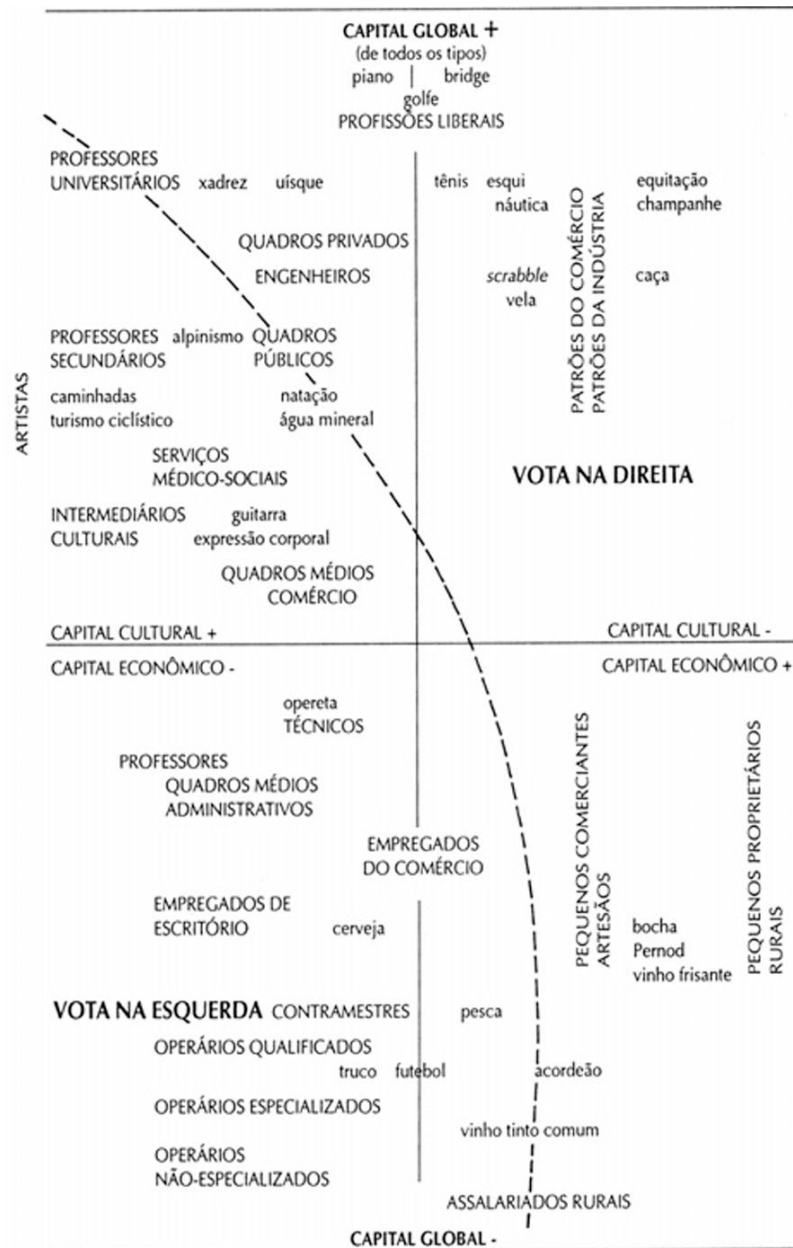 CAPITAL GLOBAL +
(de todos os tipos)
piano | bridge
golfe
PROFISSÕES LIBERAIS
PROFESSORES
UNIVERSITÁRIOS xadrez uísque
tênis esqui
náutica
equitação
champanhe
QUADROS PRIVADOS
ENGENHEIROS
scrabble
vela
PATRÕES DO COMÉRCIO
PATRÕES DA INDÚSTRIA
caça
ARTISTAS
PROFESSORES alpinismo QUADROS
SECUNDÁRIOS PÚBLICOS
caminhadas natação
turismo ciclístico água mineral
SERVIÇOS
MÉDICO-SOCIAIS
VOTA NA DIREITA
INTERMEDIÁRIOS guitarra
CULTURAIS expressão corporal
QUADROS MÉDIOS
COMÉRCIO
CAPITAL CULTURAL + CAPITAL CULTURAL -
CAPITAL ECONÔMICO - CAPITAL ECONÔMICO +
opereta
TÉCNICOS
PROFESSORES
QUADROS MÉDIOS
ADMINISTRATIVOS
EMPREGADOS
DO COMÉRCIO
PEQUENOS COMERCIANTES
ARTESÃOS
PEQUENOS PROPRIETÁRIOS
RURAIS
EMPREGADOS DE
ESCRITÓRIO cerveja
bocha
Pernod
vinho frisante
VOTA NA ESQUERDA CONTRAMESTRES pesca
OPERÁRIOS QUALIFICADOS
truco futebol acordeão
OPERÁRIOS ESPECIALIZADOS
vinho tinto comum
OPERÁRIOS
NÃO-ESPECIALIZADOS
ASSALARIADOS RURAIS
CAPITAL GLOBAL -